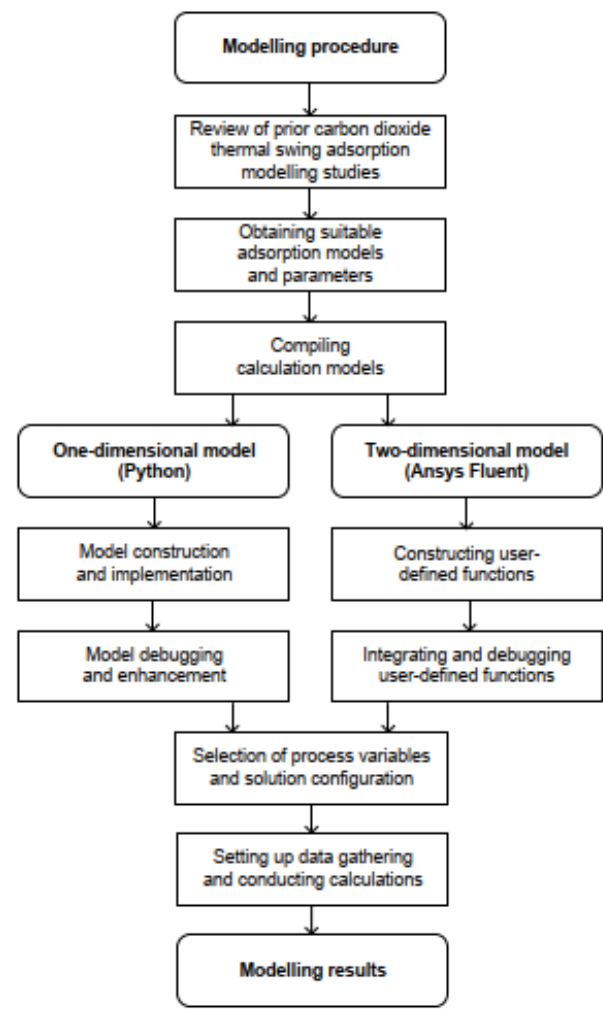 Modelling procedure
Review of prior carbon dioxide
thermal swing adsorption
modelling studies
Obtaining suitable
adsorption models
and parameters
Compiling
calculation models
One-dimensional model
(Python)
Two-dimensional model
(Ansys Fluent)
Model construction
and implementation
Constructing user-
defined functions
Model debugging
and enhancement
Integrating and debugging
user-defined functions
Selection of process variables
and solution configuration
Setting up data gathering
and conducting calculations
Modelling results